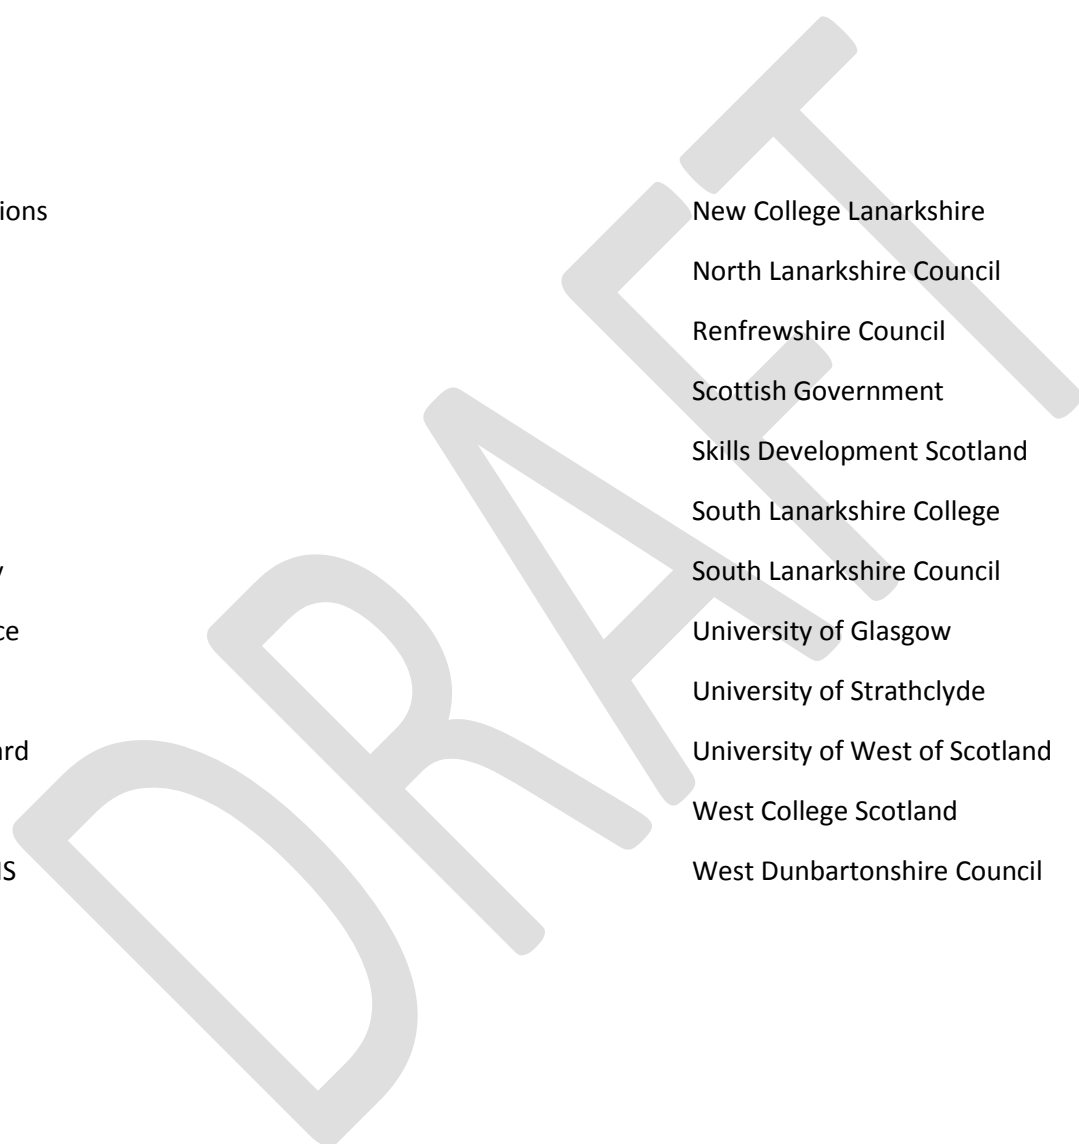 ions
New College Lanarkshire
North Lanarkshire Council
Renfrewshire Council
Scottish Government
Skills Development Scotland
South Lanarkshire College
y
South Lanarkshire Council
ce
University of Glasgow
University of Strathclyde
ard
University of West of Scotland
West College Scotland
IS
West Dunbartonshire Council
DRAFT